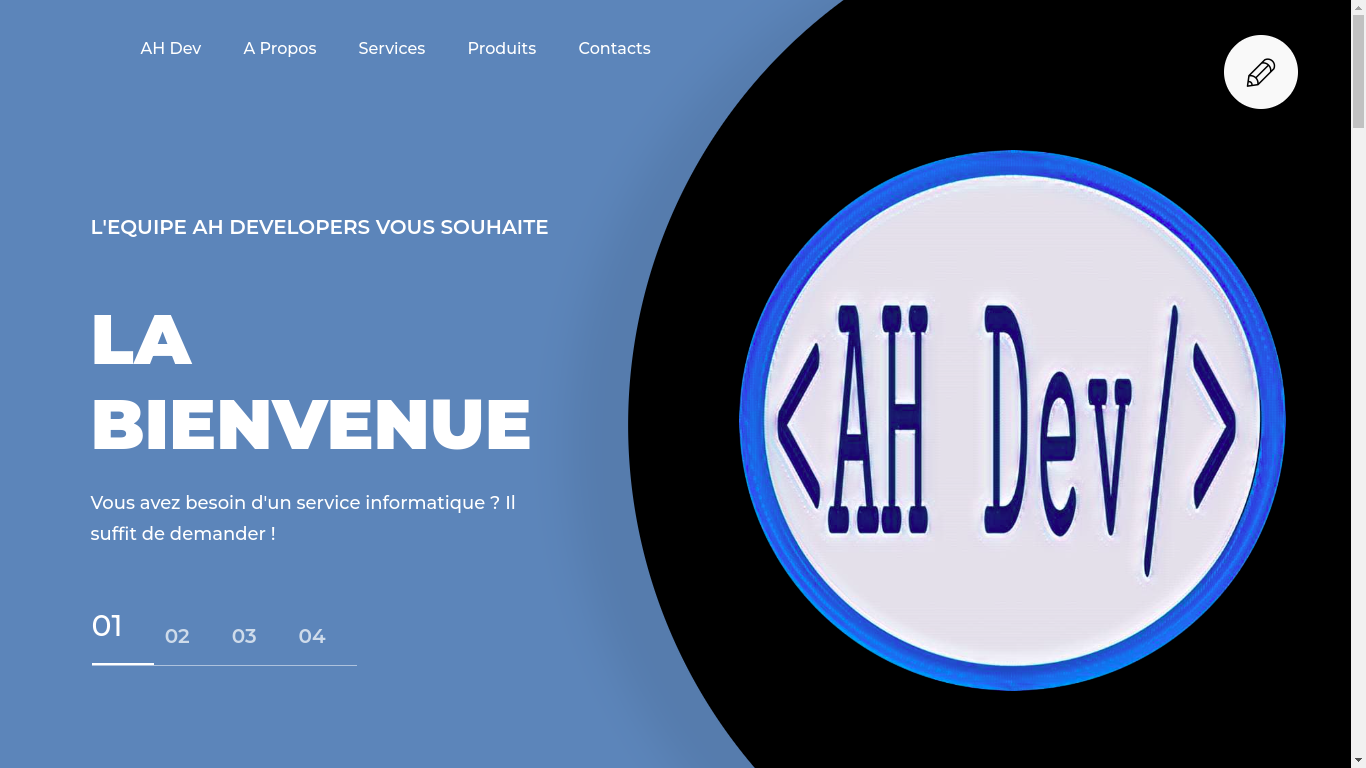 AH Dev A Propos Services Produits Contacts
L'EQUIPE AH DEVELOPERS VOUS SOUHAITE
LA
BIENVENUE
Vous avez besoin d'un service informatique ? Il
suffit de demander !
01 02 03 04
<AH Dev/>